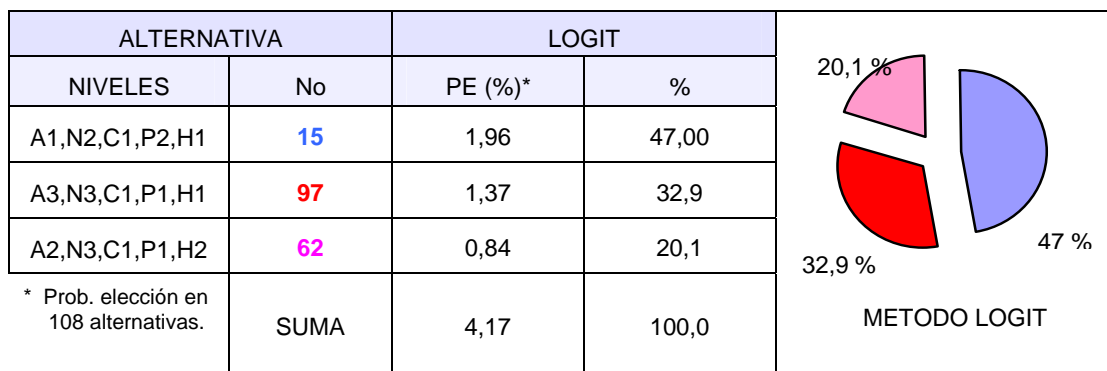 ALTERNATIVA LOGIT
NIVELES No PE (%)* %
A1,N2,C1,P2,H1 15 1,96 47,00
A3,N3,C1,P1,H1 97 1,37 32,9
A2,N3,C1,P1,H2 62 0,84 20,1
* Prob. elección en
108 alternativas.
SUMA 4,17 100,0
20,1 %
47 %
32,9 %
METODO LOGIT